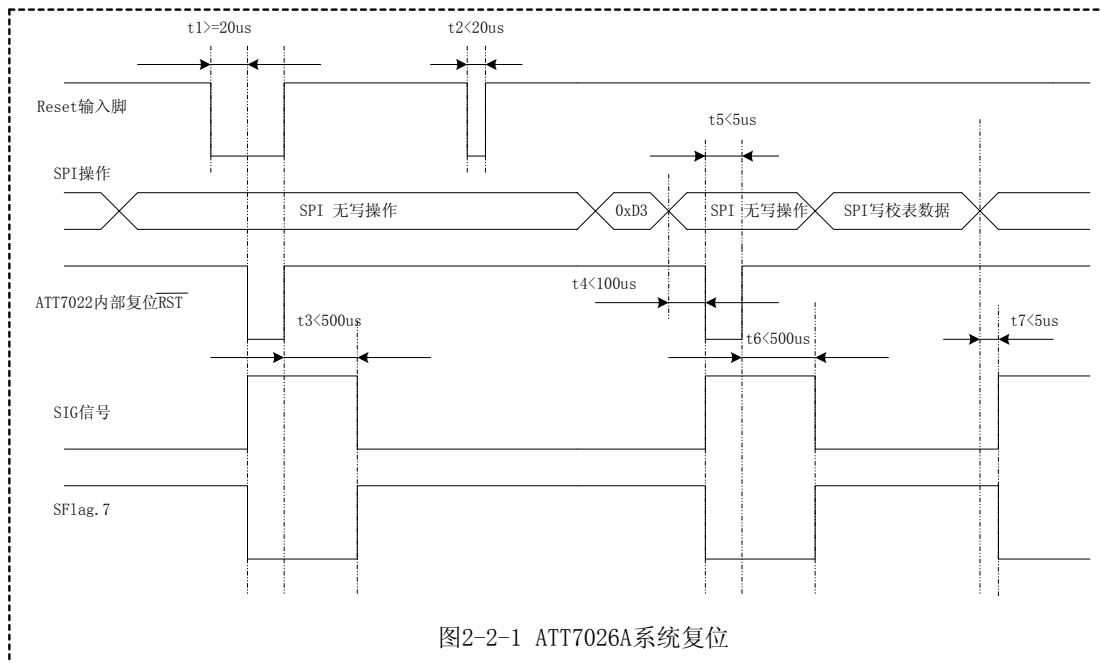 t1>=20us
t2<20us
Reset输入脚
t5<5us
SPI操作
SPI 无写操作
0xD3
SPI 无写操作
SPI写校表数据
t4<100us
ATT7022内部复位RST
t3<500us
t7<5us
t6<500us
SIG信号
SFlag.7
图2-2-1 ATT7026A系统复位